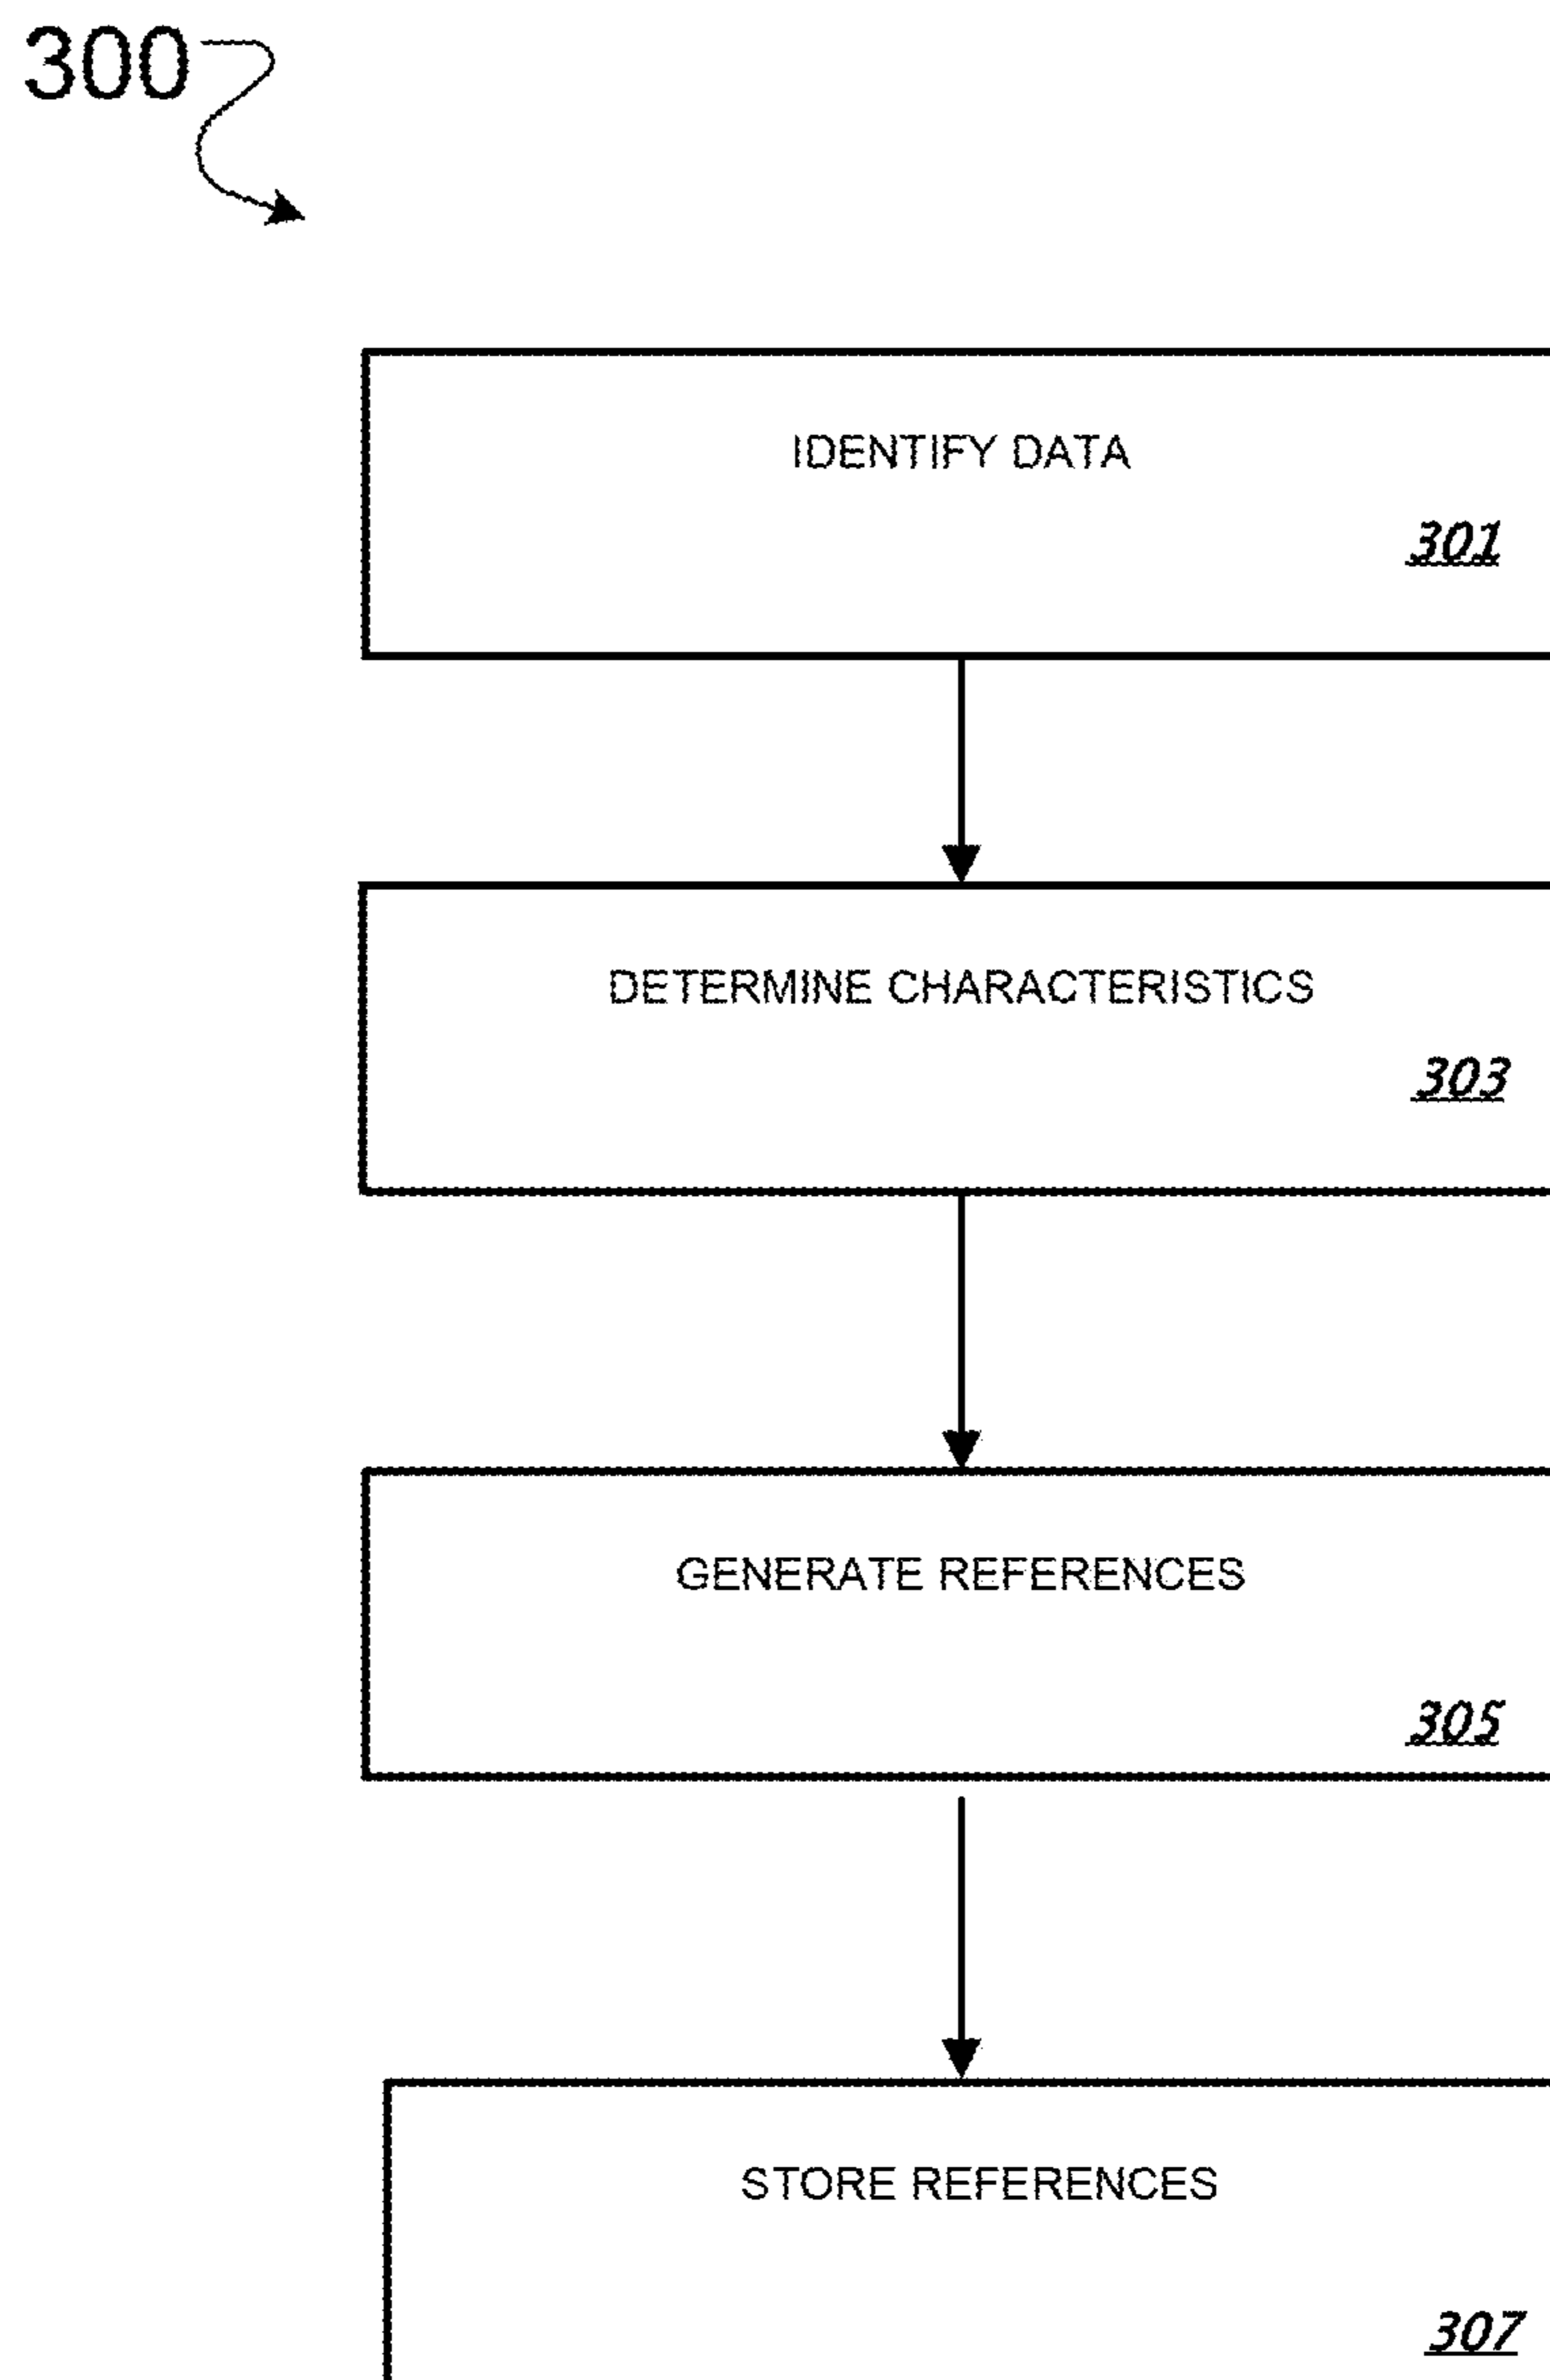 300
IDENTIFY DATA
301
DETERMINE CHARACTERISTICS
303
GENERATE REFERENCES
305
STORE REFERENCES
307